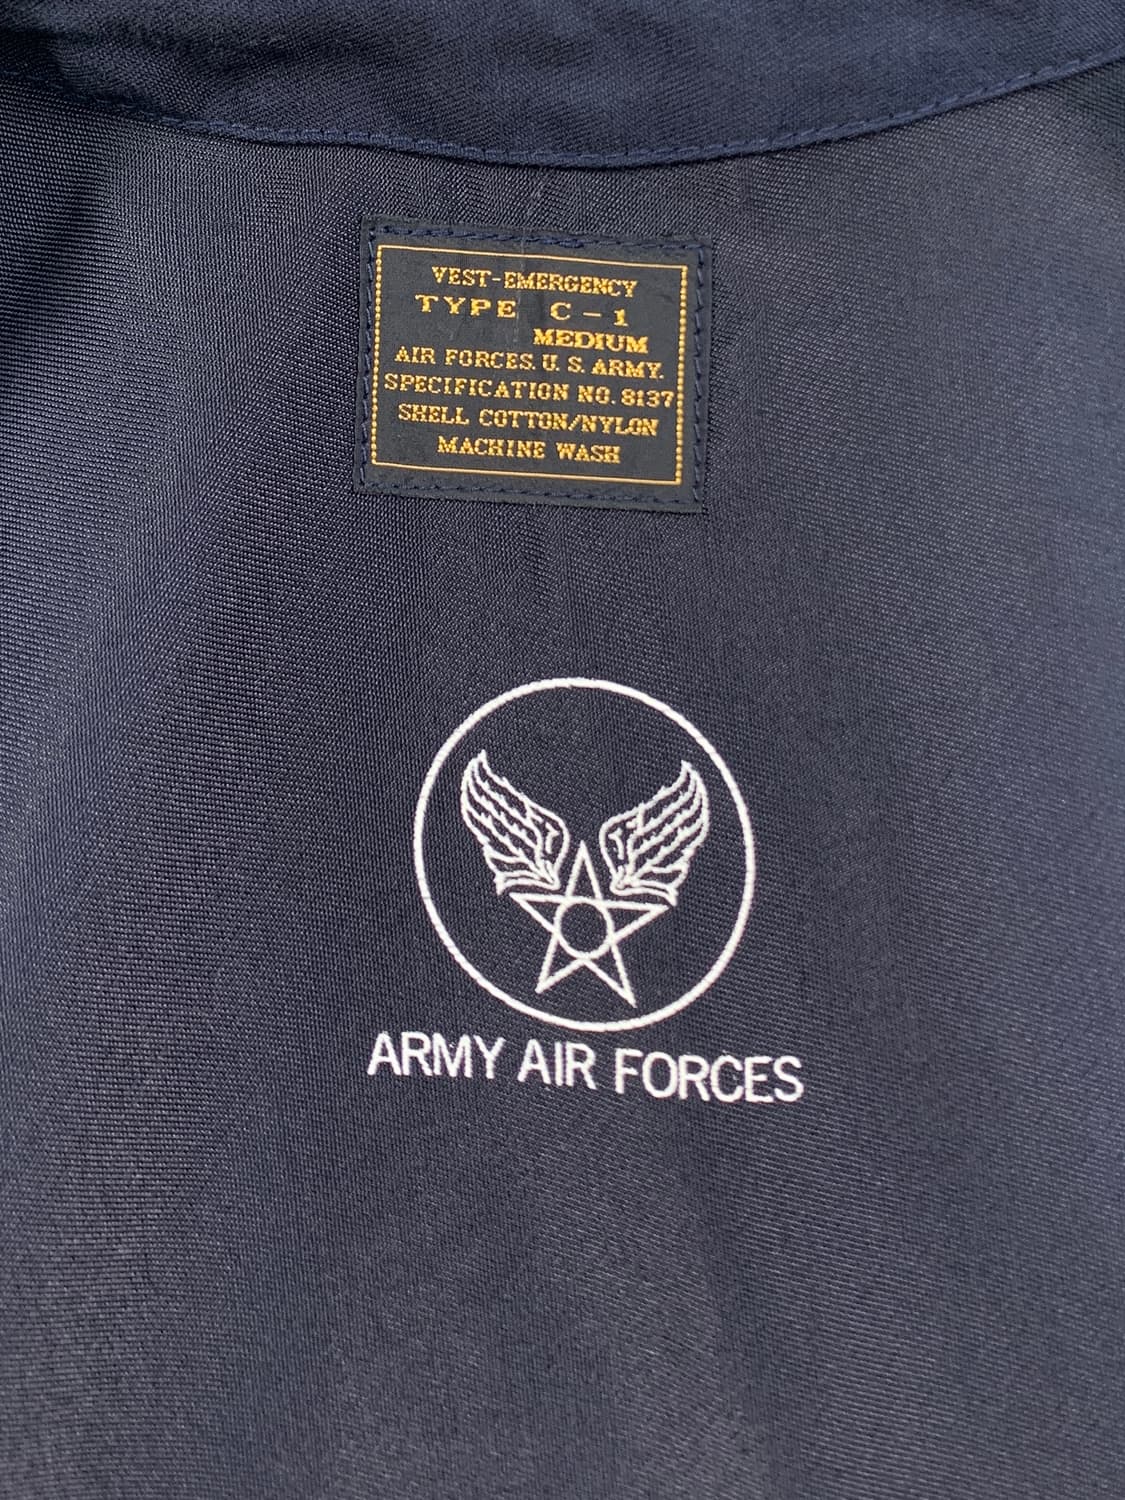 VEST-EMERGENCY
TYPE C-1
MEDIUM
AIR FORCES. U. S. ARMY.
SPECIFICATION NO. 8137
SHELL COTTON/NYLON
MACHINE WASH
ARMY AIR FORCES